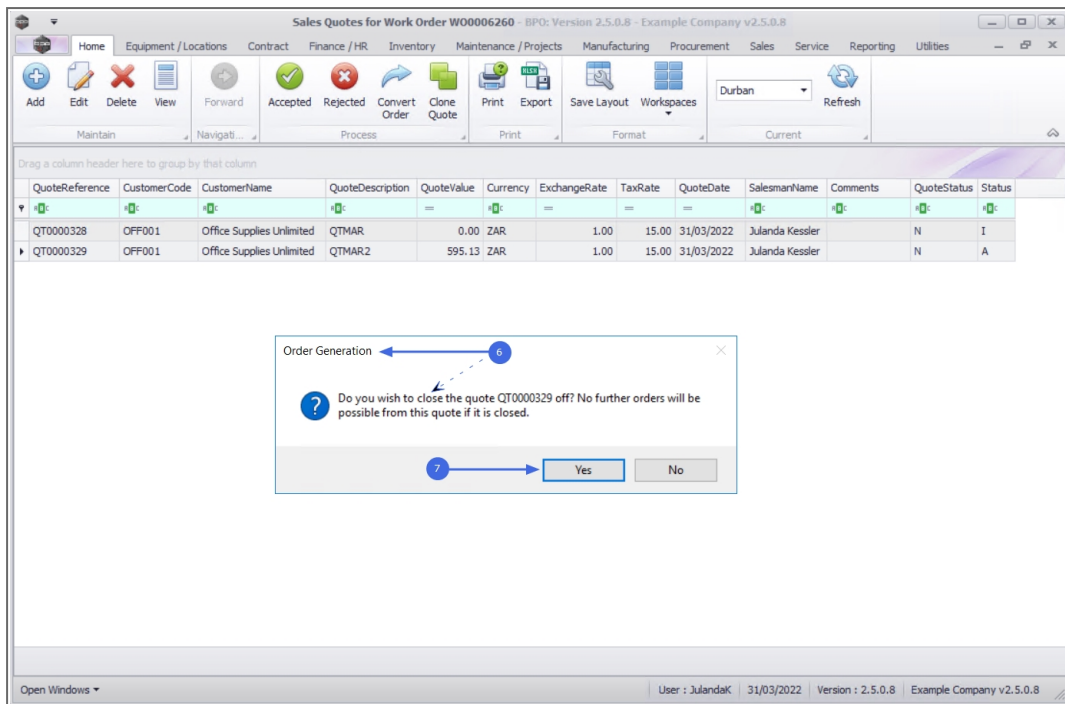 Sales Quotes for Work Order WO0006260 - BPO: Version 2.5.0.8 - Example Company v2.5.0.8
Home Equipment / Locations Contract Finance / HR Inventory Maintenance / Projects Manufacturing Procurement Sales Service Reporting Utilities
Add Edit Delete View Forward Accepted Rejected Convert Order Clone Quote Print Export Save Layout Workspaces Durban Refresh
Maintain Navigati... Process Print Format Current
Drag a column header here to group by that column
QuoteReference CustomerCode CustomerName QuoteDescription QuoteValue Currency ExchangeRate TaxRate QuoteDate SalesmanName Comments QuoteStatus Status
QT0000328 OFF001 Office Supplies Unlimited QTMAR 0.00 ZAR 1.00 15.00 31/03/2022 Julanda Kessler N I
QT0000329 OFF001 Office Supplies Unlimited QTMAR2 595.13 ZAR 1.00 15.00 31/03/2022 Julanda Kessler N A
Order Generation 6
Do you wish to close the quote QT0000329 off? No further orders will be
possible from this quote if it is closed.
7 Yes No
Open Windows User : JulandaK 31/03/2022 Version : 2.5.0.8 Example Company v2.5.0.8